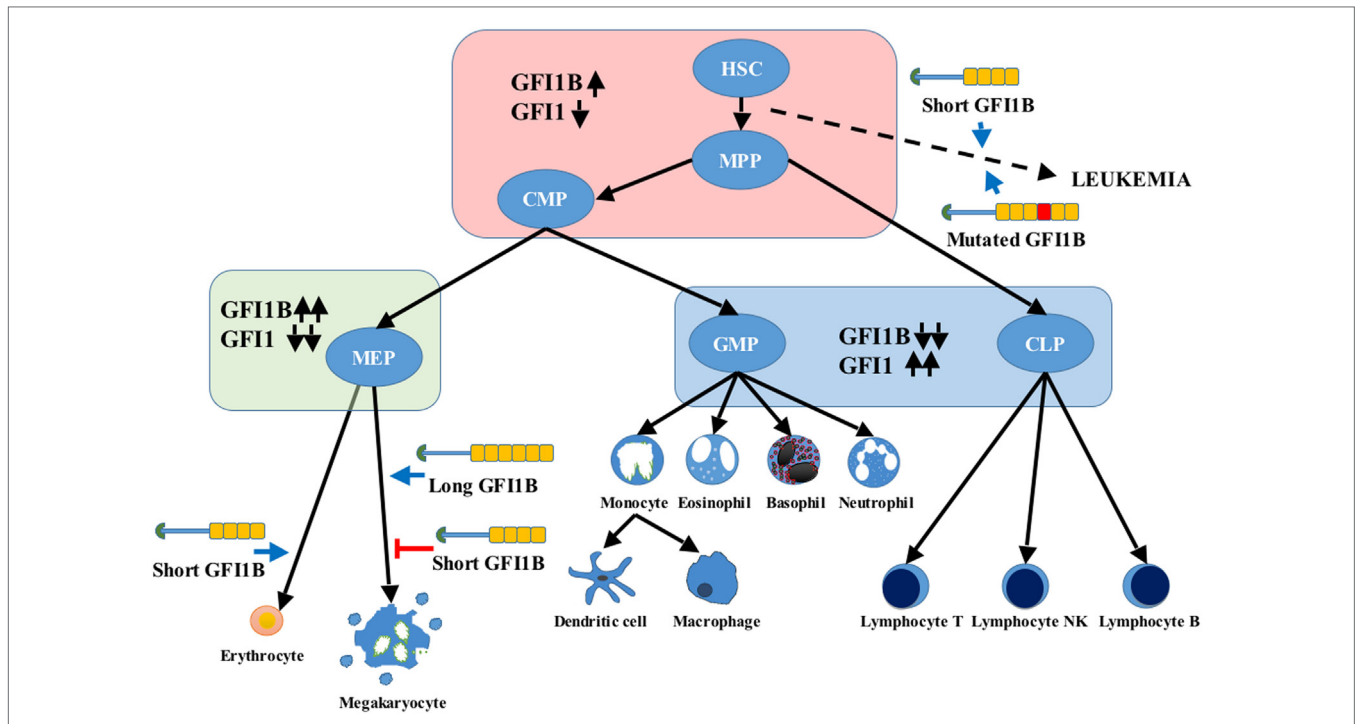 HSC
GFI1B
GFI1
Short GFI1B
MPP
LEUKEMIA
CMP
Mutated GFI1B
GFI1B
GFI1
MEP
GMP
GFI1B
GFI1
CLP
Long GFI1B
Monocyte
Eosinophil
Basophil
Neutrophil
Short GFI1B
Short GFI1B
Dendritic cell
Macrophage
Lymphocyte T
Lymphocyte NK
Lymphocyte B
Erythrocyte
Megakaryocyte